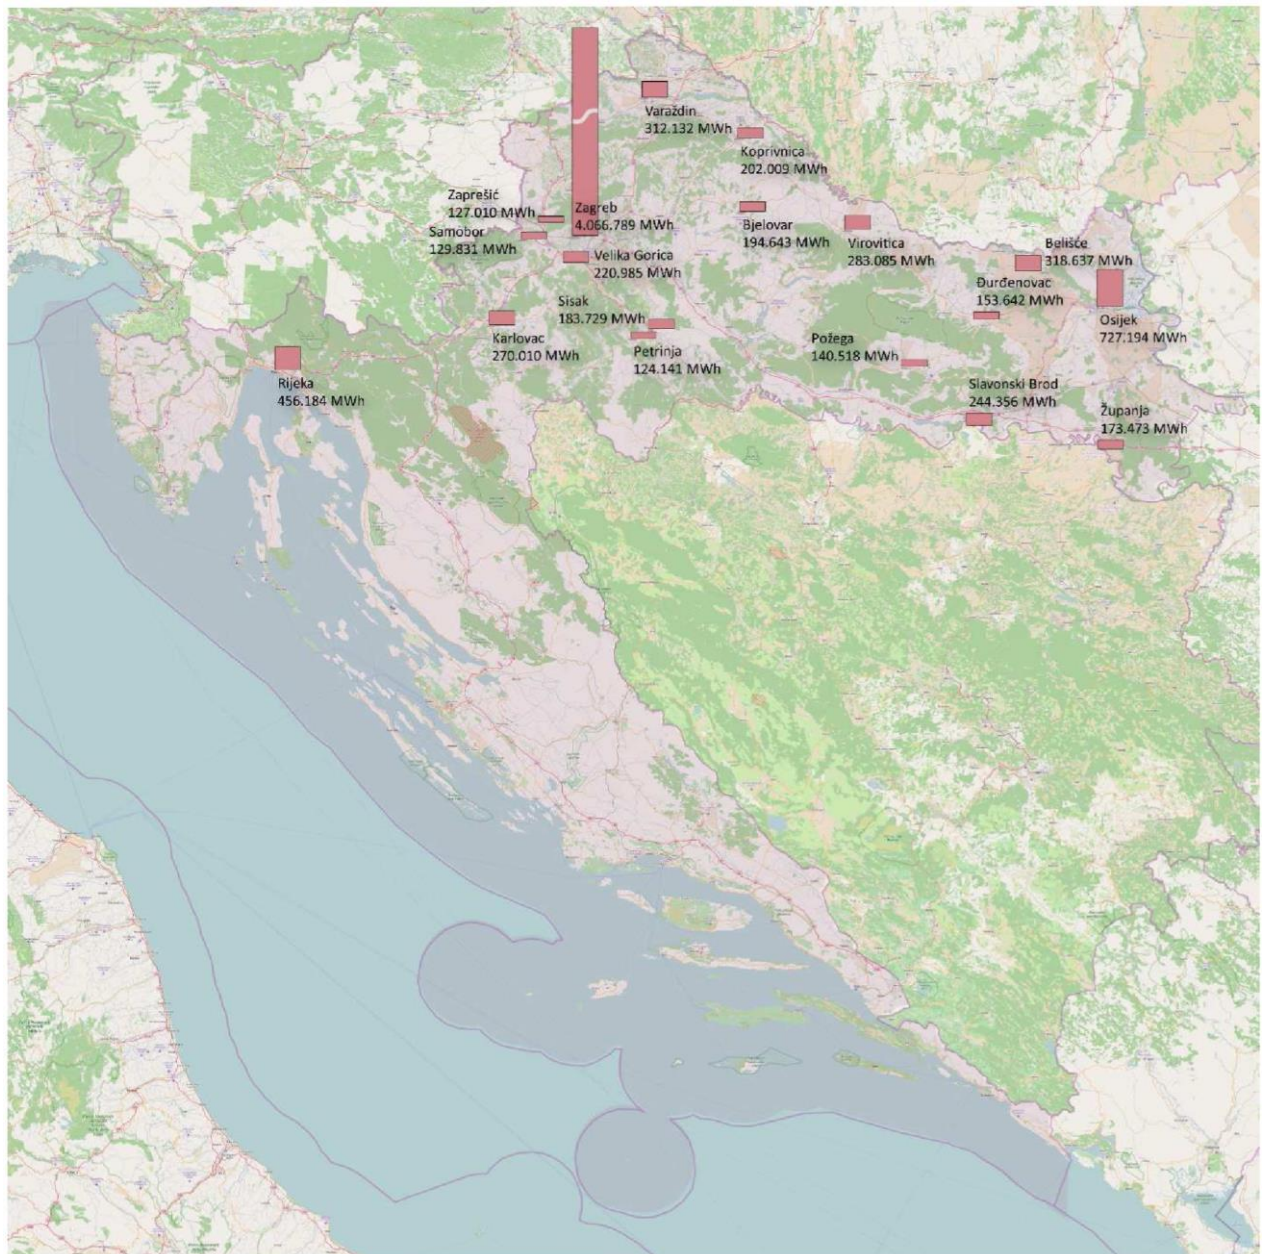 Varaždin
312.132 MWh
Koprivnica
202.009 MWh
Zaprešić
127.010 MWh
Zagreb
4.066.789 MWh
Samobor
129.831 MWh
Bjelovar
194.643 MWh
Virovitica
283.085 MWh
Belišće
318.637 MWh
Velika Gorica
220.985 MWh
Đurđenovac
153.642 MWh
Sisak
183.729 MWh
Osijek
727.194 MWh
Karlovac
270.010 MWh
Petrinja
124.141 MWh
Požega
140.518 MWh
Rijeka
456.184 MWh
Slavonski Brod
244.356 MWh
Županja
173.473 MWh